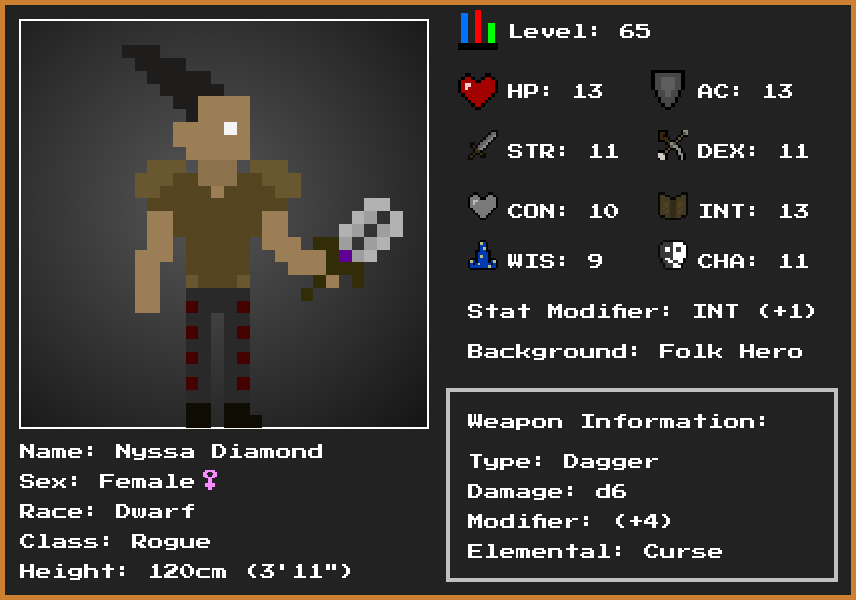 Level: 65
HP: 13
AC: 13
STR: 11
DEX: 11
CON: 10
INT: 13
WIS: 9
CHA: 11
Stat Modifier: INT (+1)
Background: Folk Hero
Weapon Information:
Type: Dagger
Damage: d6
Modifier: (+4)
Elemental: Curse
Name: Nyssa Diamond
Sex: Female♀
Race: Dwarf
Class: Rogue
Height: 120cm (3'11")